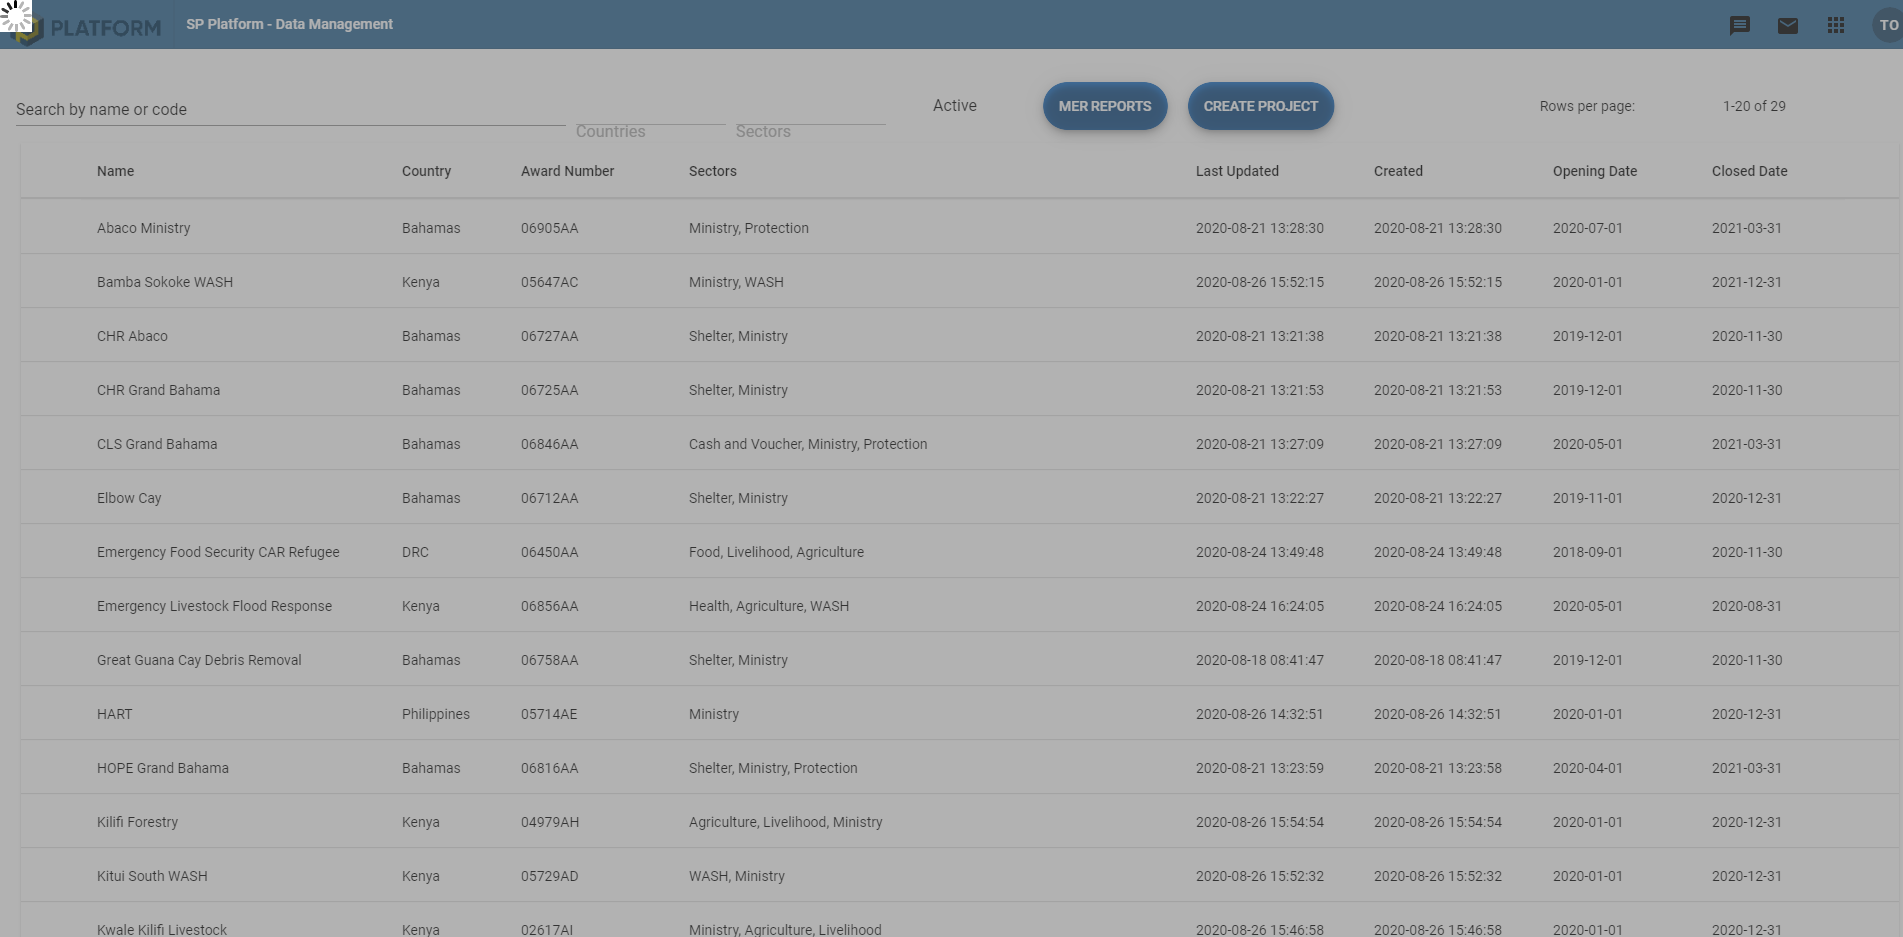 PLATFORM SP Platform - Data Management TO
Search by name or code Countries Sectors Active MER REPORTS CREATE PROJECT Rows per page: 1-20 of 29
Name Country Award Number Sectors Last Updated Created Opening Date Closed Date
Abaco Ministry Bahamas 06905AA Ministry, Protection 2020-08-21 13:28:30 2020-08-21 13:28:30 2020-07-01 2021-03-31
Bamba Sokoke WASH Kenya 05647AC Ministry, WASH 2020-08-26 15:52:15 2020-08-26 15:52:15 2020-01-01 2021-12-31
CHR Abaco Bahamas 06727AA Shelter, Ministry 2020-08-21 13:21:38 2020-08-21 13:21:38 2019-12-01 2020-11-30
CHR Grand Bahama Bahamas 06725AA Shelter, Ministry 2020-08-21 13:21:53 2020-08-21 13:21:53 2019-12-01 2020-11-30
CLS Grand Bahama Bahamas 06846AA Cash and Voucher, Ministry, Protection 2020-08-21 13:27:09 2020-08-21 13:27:09 2020-05-01 2021-03-31
Elbow Cay Bahamas 06712AA Shelter, Ministry 2020-08-21 13:22:27 2020-08-21 13:22:27 2019-11-01 2020-12-31
Emergency Food Security CAR Refugee DRC 06450AA Food, Livelihood, Agriculture 2020-08-24 13:49:48 2020-08-24 13:49:48 2018-09-01 2020-11-30
Emergency Livestock Flood Response Kenya 06856AA Health, Agriculture, WASH 2020-08-24 16:24:05 2020-08-24 16:24:05 2020-05-01 2020-08-31
Great Guana Cay Debris Removal Bahamas 06758AA Shelter, Ministry 2020-08-18 08:41:47 2020-08-18 08:41:47 2019-12-01 2020-11-30
HART Philippines 05714AE Ministry 2020-08-26 14:32:51 2020-08-26 14:32:51 2020-01-01 2020-12-31
HOPE Grand Bahama Bahamas 06816AA Shelter, Ministry, Protection 2020-08-21 13:23:59 2020-08-21 13:23:58 2020-04-01 2021-03-31
Kilifi Forestry Kenya 04979AH Agriculture, Livelihood, Ministry 2020-08-26 15:54:54 2020-08-26 15:54:54 2020-01-01 2020-12-31
Kitui South WASH Kenya 05729AD WASH, Ministry 2020-08-26 15:52:32 2020-08-26 15:52:32 2020-01-01 2020-12-31
Kwale Kilifi Livestock Kenya 02617AI Ministry, Agriculture, Livelihood 2020-08-26 15:46:58 2020-08-26 15:46:58 2020-01-01 2020-12-31